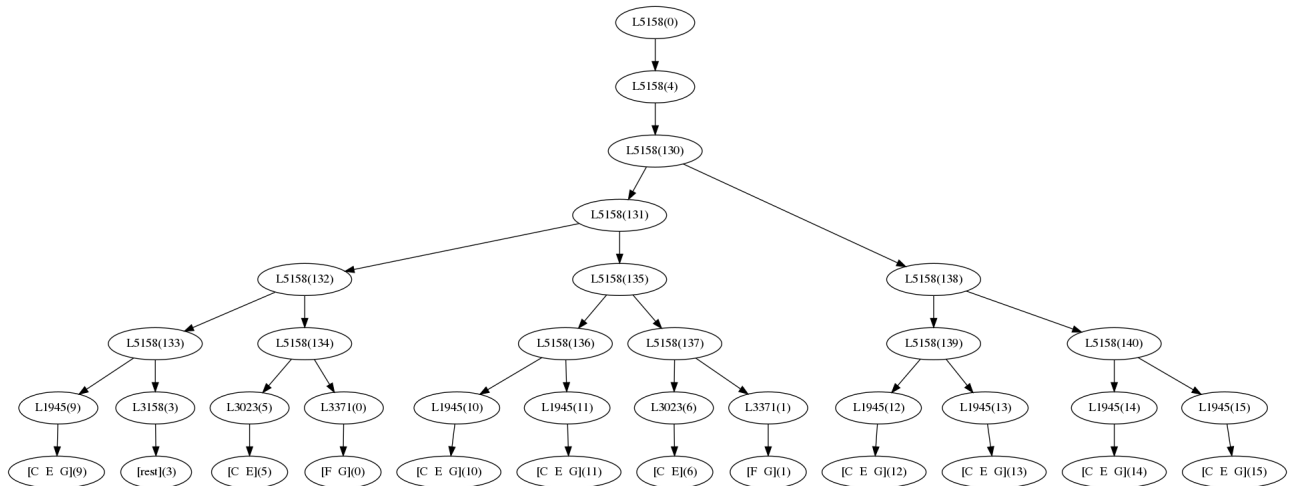 L5158(0)
L5158(4)
L5158(130)
L5158(131)
L5158(132) L5158(135) L5158(138)
L5158(133) L5158(134) L5158(136) L5158(137) L5158(139) L5158(140)
L1945(9) L3158(3) L3023(5) L3371(0) L1945(10) L1945(11) L3023(6) L3371(1) L1945(12) L1945(13) L1945(14) L1945(15)
[C E G](9) [rest](3) [C E](5) [F G](0) [C E G](10) [C E G](11) [C E](6) [F G](1) [C E G](12) [C E G](13) [C E G](14) [C E G](15)